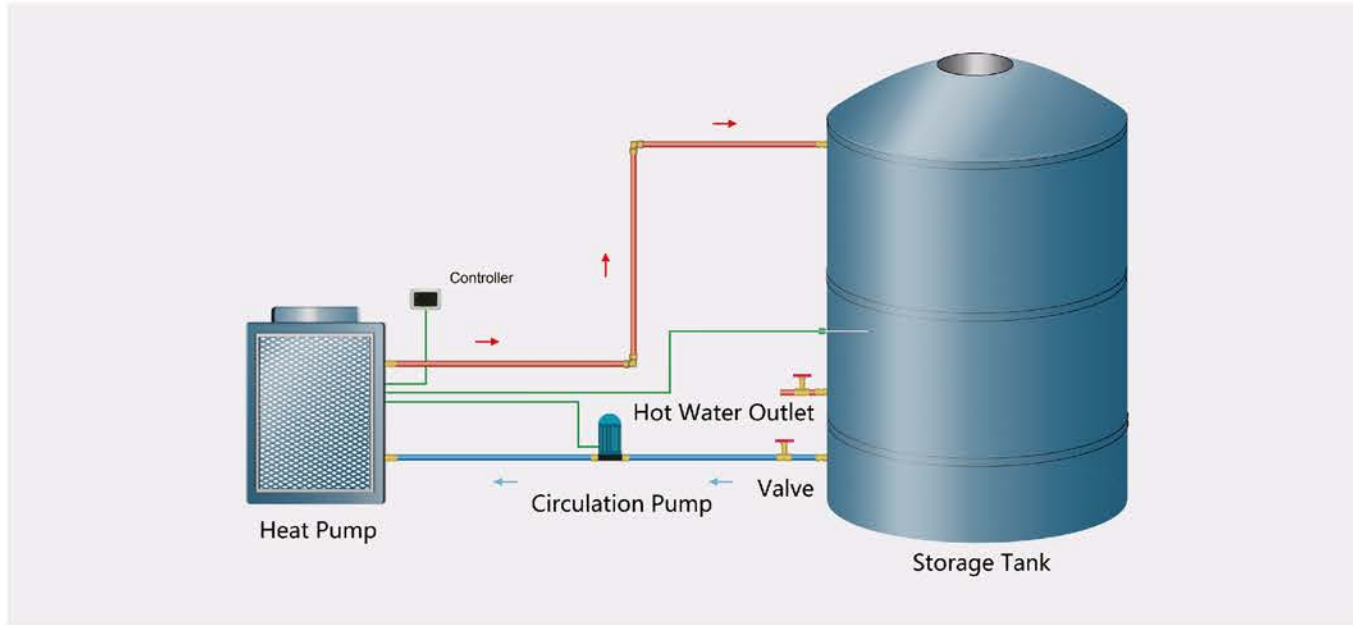 Controller
Hot Water Outlet
Circulation Pump
Valve
Heat Pump
Storage Tank